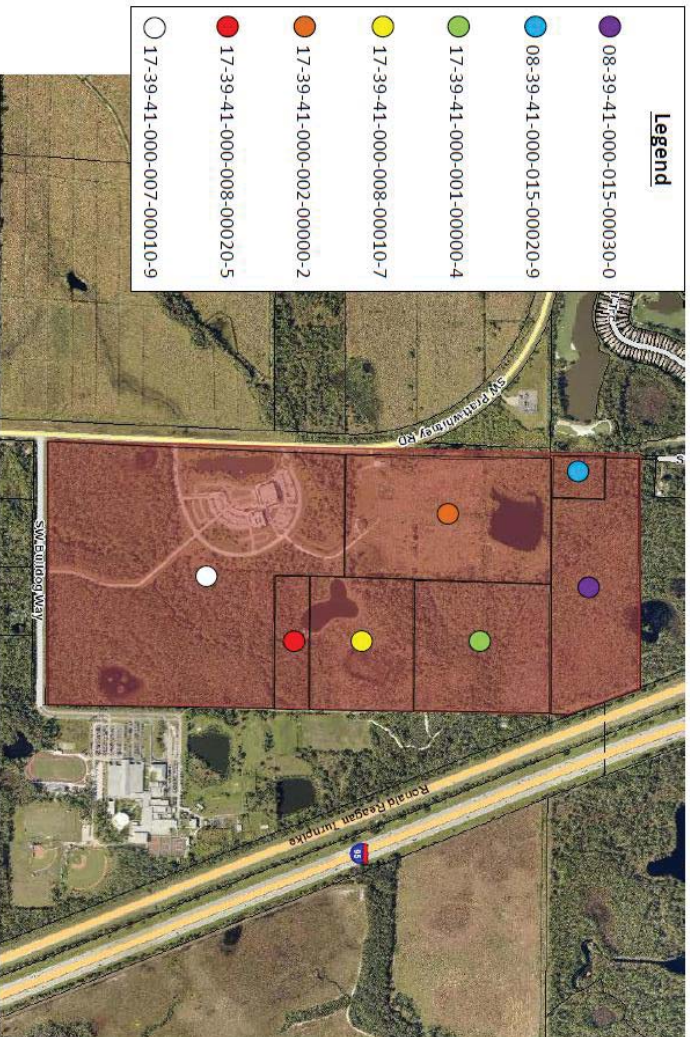 Legend
08-39-41-000-015-00030-0
08-39-41-000-015-00020-9
17-39-41-000-001-00000-4
17-39-41-000-008-00010-7
17-39-41-000-002-00000-2
17-39-41-000-008-00020-5
17-39-41-000-007-00010-9
SW Pratt whitney RD
SW Bulldog Way
Ronald Reagan Turnpike
95